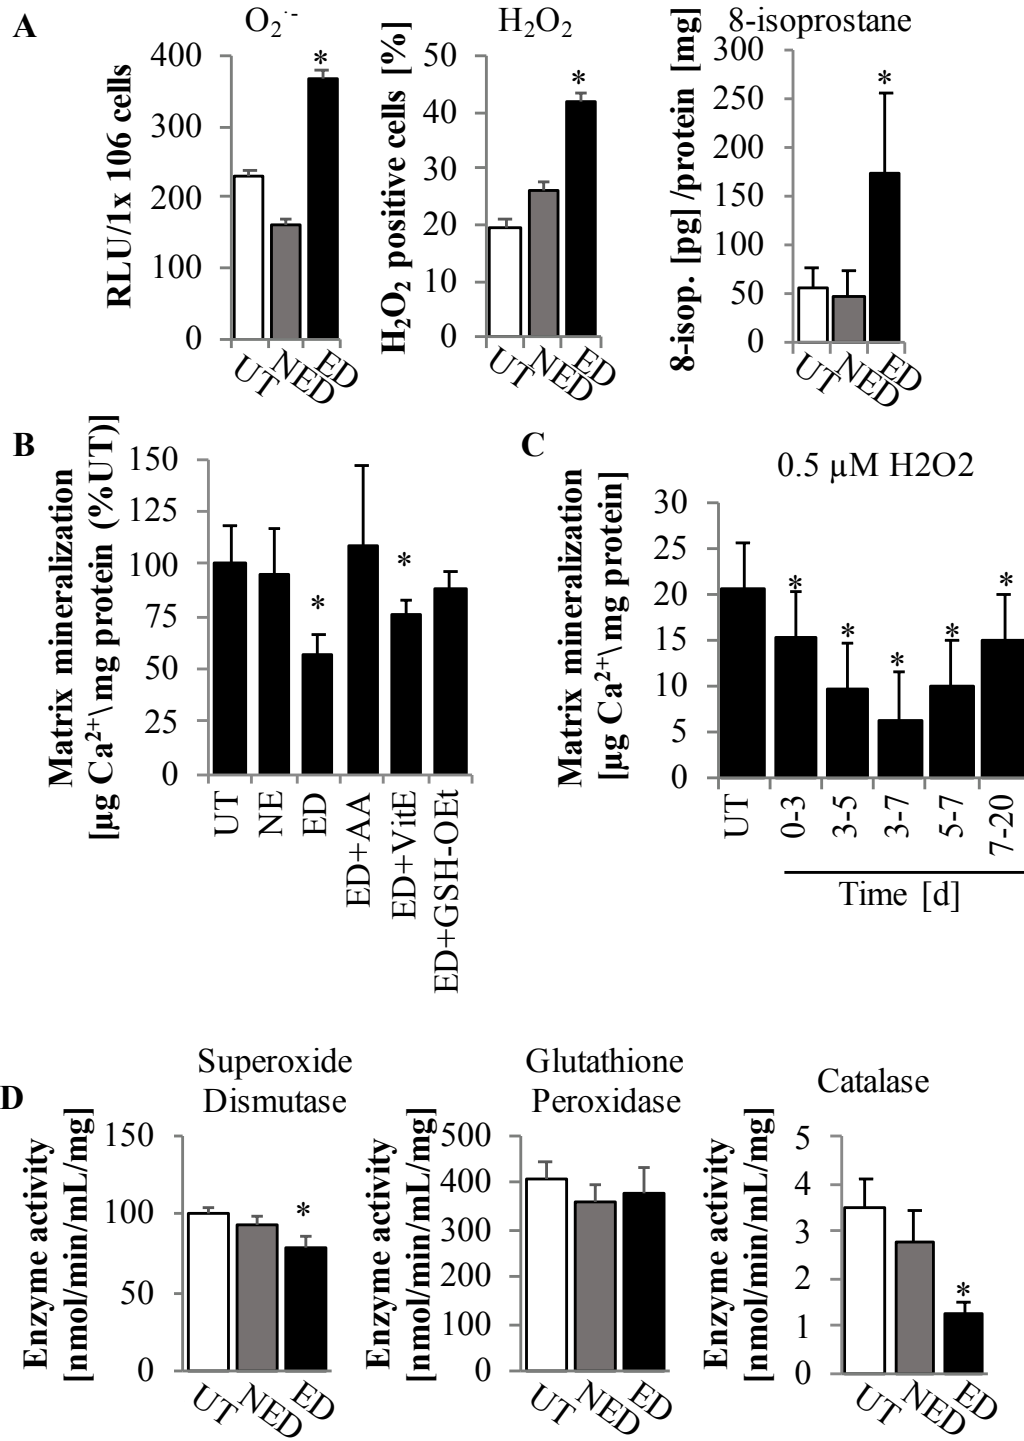 A
O₂·-
H₂O₂
8-isoprostane
RLU/1x 106 cells
400
300
200
100
0
UT
NED
ED
*
H₂O₂ positive cells [%]
50
40
30
20
10
0
UT
NED
ED
*
8-isop. [pg] /protein [mg]
300
250
200
150
100
50
0
UT
NED
ED
*
B
Matrix mineralization
[µg Ca²⁺\ mg protein (%UT)]
150
125
100
75
50
25
0
*
*
UT
NE
ED
ED+AA
ED+VitE
ED+GSH-OEt
C
0.5 µM H2O2
Matrix mineralization
[µg Ca²⁺\ mg protein]
30
25
20
15
10
5
0
*
*
*
*
*
UT
0-3
3-5
3-7
5-7
7-20
Time [d]
D
Superoxide
Dismutase
Enzyme activity
[nmol/min/mL/mg]
150
100
50
0
*
UT
NED
ED
Glutathione
Peroxidase
Enzyme activity
[nmol/min/mL/mg]
500
400
300
200
100
0
UT
NED
ED
Catalase
Enzyme activity
[nmol/min/mL/mg]
5
4
3
2
1
0
*
UT
NED
ED